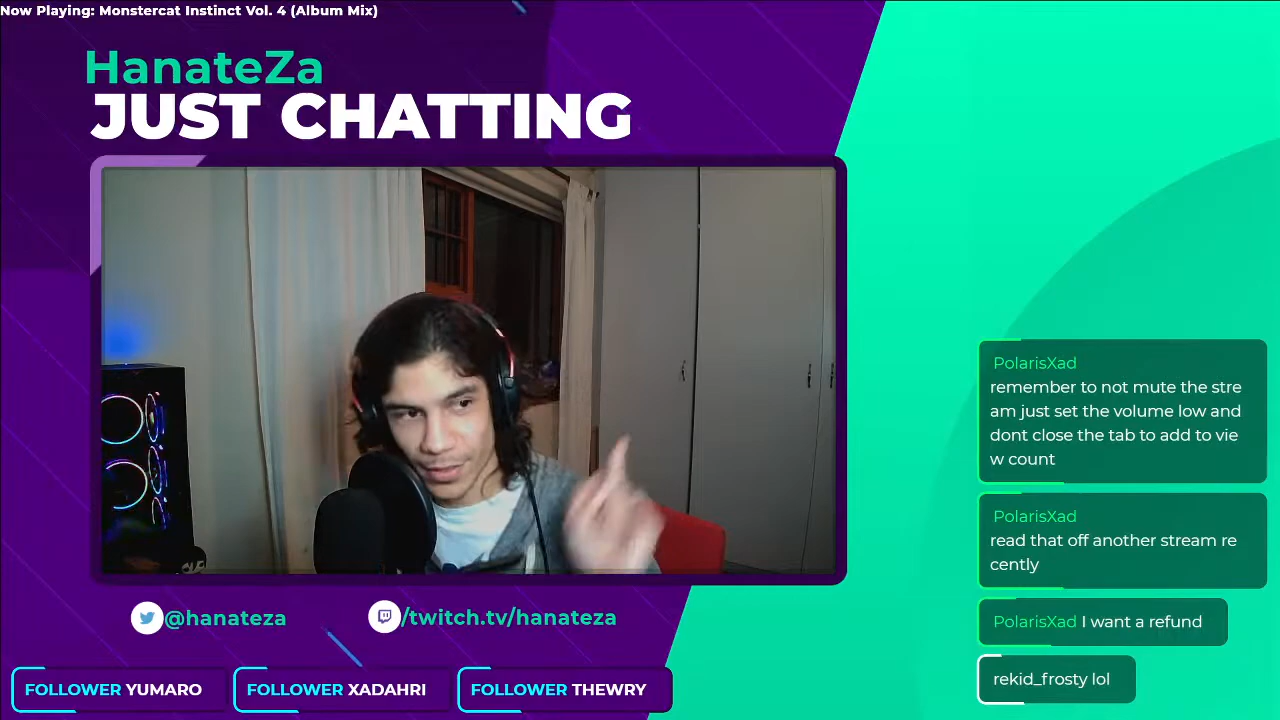 Now Playing: Monstercat Instinct Vol. 4 (Album Mix)
HanateZa
JUST CHATTING
PolarisXad
remember to not mute the stre
am just set the volume low and
dont close the tab to add to vie
w count
PolarisXad
read that off another stream re
cently
PolarisXad I want a refund
rekid_frosty lol
@hanateza
/twitch.tv/hanateza
FOLLOWER YUMARO
FOLLOWER XADAHRI
FOLLOWER THEWRY